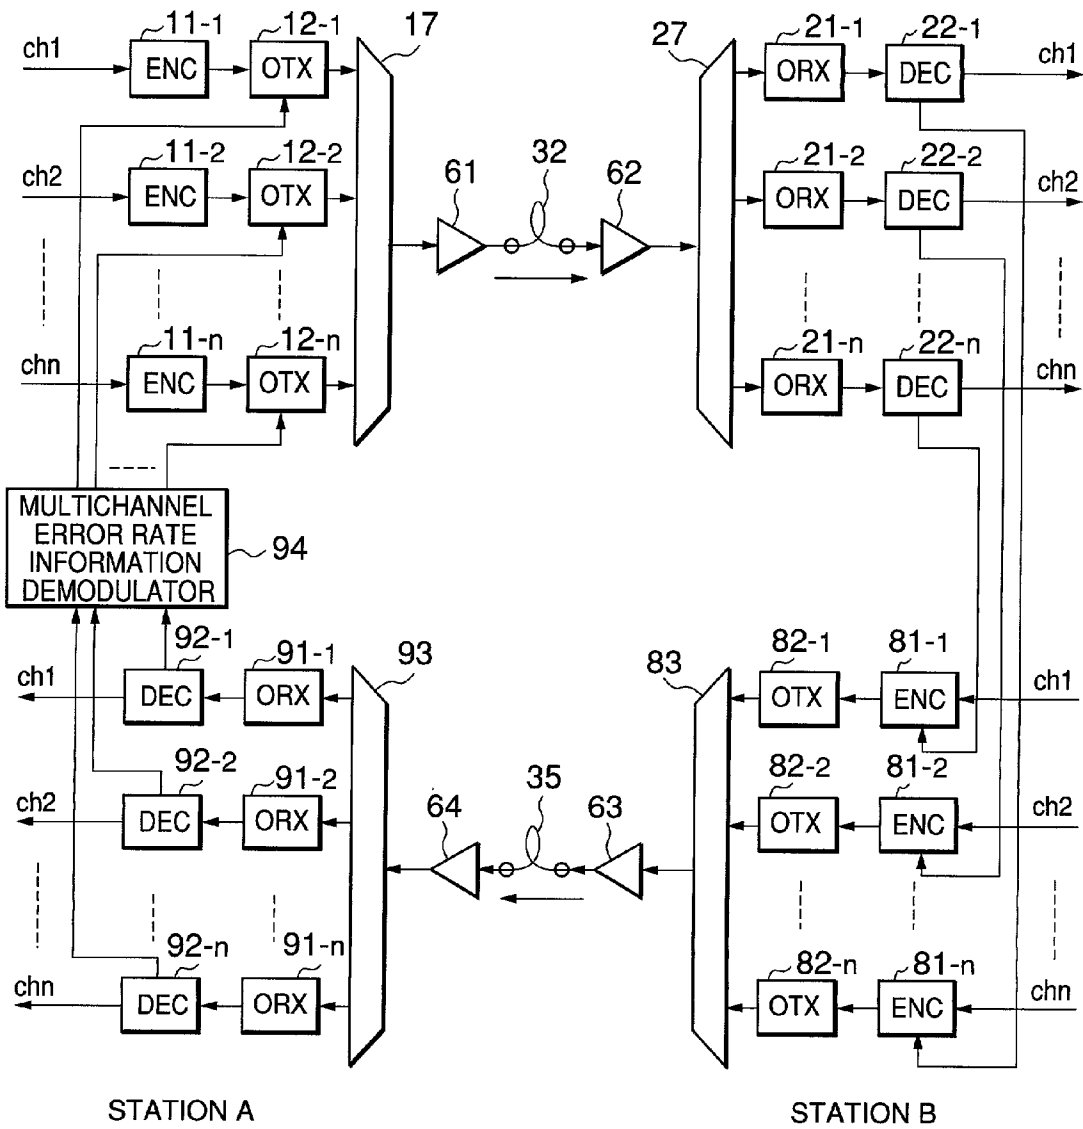 11-1 12-1 17 27 21-1 22-1
ch1 ENC OTX ORX DEC ch1
11-2 12-2 61 32 62 21-2 22-2
ch2 ENC OTX ORX DEC ch2
11-n 12-n 21-n 22-n
chn ENC OTX ORX DEC chn
MULTICHANNEL
ERROR RATE
INFORMATION
DEMODULATOR
94
92-1 91-1 93 83 82-1 81-1
ch1 DEC ORX OTX ENC ch1
92-2 91-2 64 35 63 82-2 81-2
ch2 DEC ORX OTX ENC ch2
92-n 91-n 82-n 81-n
chn DEC ORX OTX ENC chn
STATION A STATION B